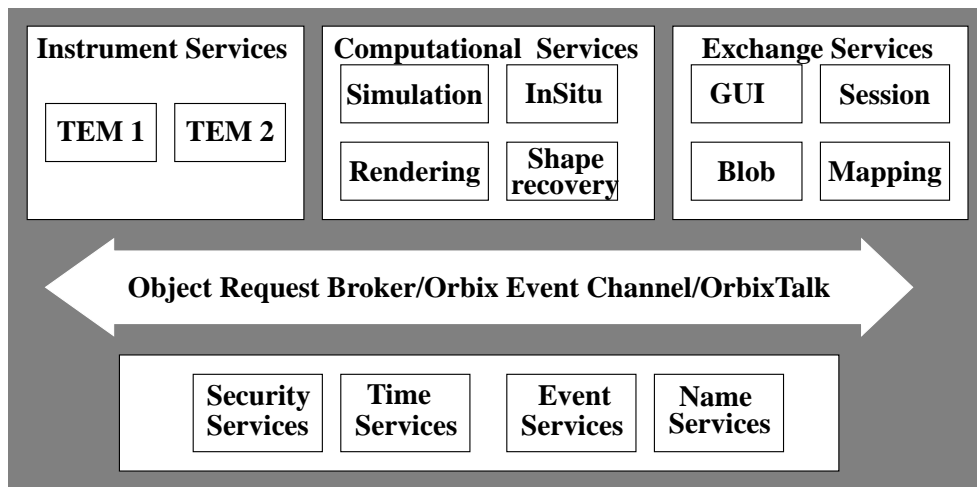 Instrument Services
TEM 1
TEM 2
Computational Services
Simulation
InSitu
Rendering
Shape
recovery
Exchange Services
GUI
Session
Blob
Mapping
Object Request Broker/Orbix Event Channel/OrbixTalk
Security
Services
Time
Services
Event
Services
Name
Services